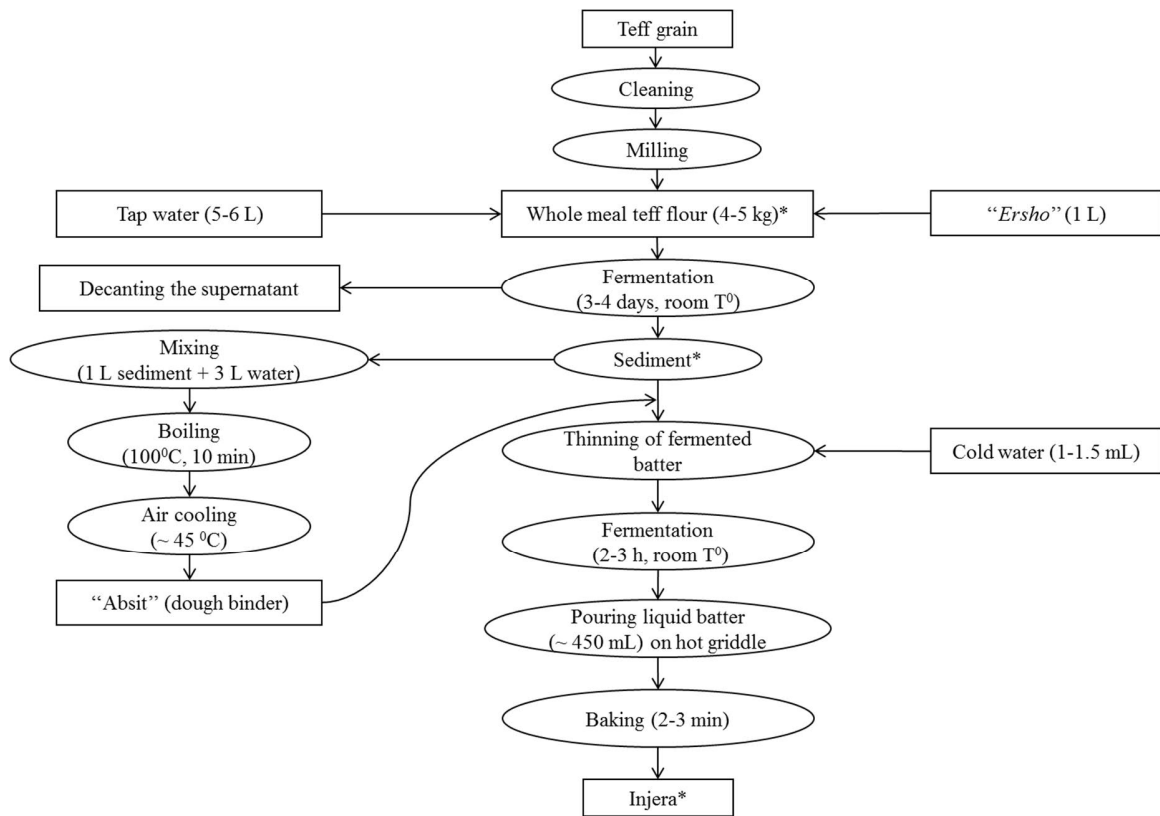 Teff grain
Cleaning
Milling
Tap water (5-6 L)
Whole meal teff flour (4-5 kg)*
“Ersho” (1 L)
Fermentation
(3-4 days, room T⁰)
Decanting the supernatant
Mixing
(1 L sediment + 3 L water)
Sediment*
Boiling
(100⁰C, 10 min)
Thinning of fermented
batter
Cold water (1-1.5 mL)
Air cooling
(~ 45 ⁰C)
Fermentation
(2-3 h, room T⁰)
“Absit” (dough binder)
Pouring liquid batter
(~ 450 mL) on hot griddle
Baking (2-3 min)
Injera*